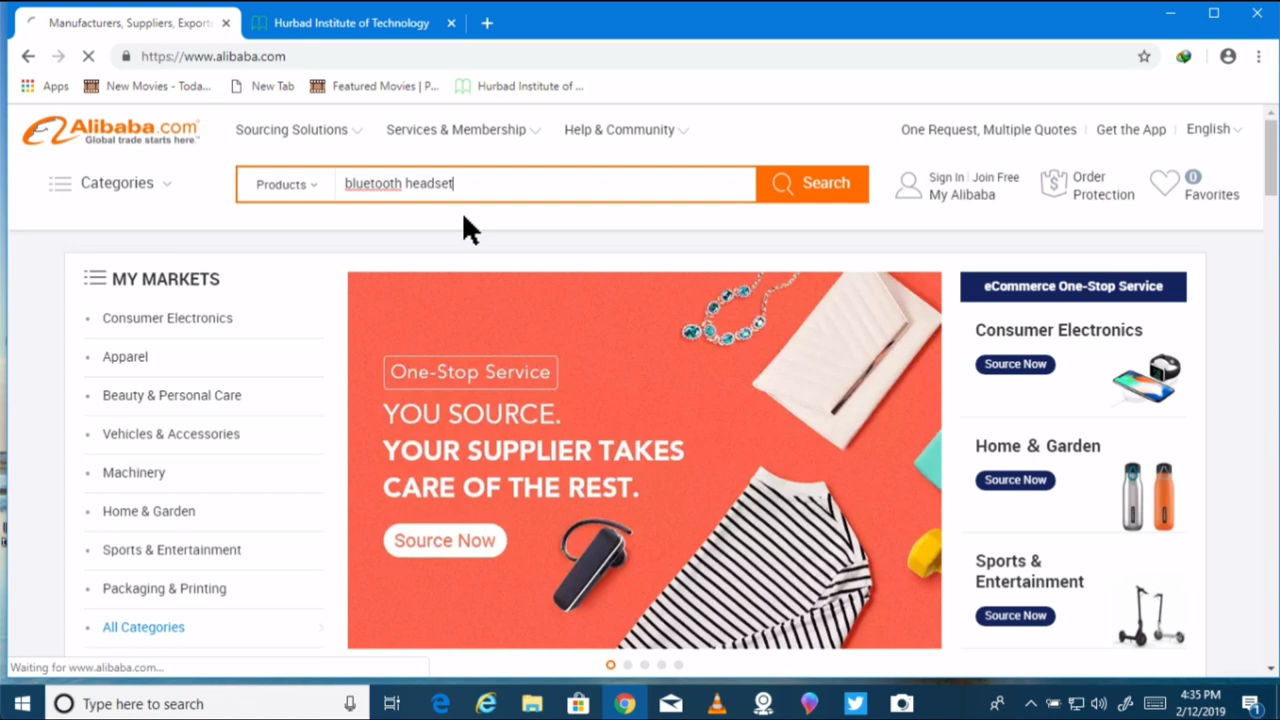 Manufacturers, Suppliers, Export
Hurbad Institute of Technology
https://www.alibaba.com
Apps
New Movies - Toda...
New Tab
Featured Movies | P...
Hurbad Institute of ...
Alibaba.com
Global trade starts here.™
Sourcing Solutions
Services & Membership
Help & Community
One Request, Multiple Quotes
Get the App
English
Categories
Products
bluetooth headset
Search
Sign In | Join Free
My Alibaba
Order
Protection
0
Favorites
MY MARKETS
Consumer Electronics
Apparel
Beauty & Personal Care
Vehicles & Accessories
Machinery
Home & Garden
Sports & Entertainment
Packaging & Printing
All Categories
One-Stop Service
YOU SOURCE.
YOUR SUPPLIER TAKES
CARE OF THE REST.
Source Now
eCommerce One-Stop Service
Consumer Electronics
Source Now
Home & Garden
Source Now
Sports &
Entertainment
Source Now
Waiting for www.alibaba.com...
Type here to search
4:35 PM
2/12/2019
1